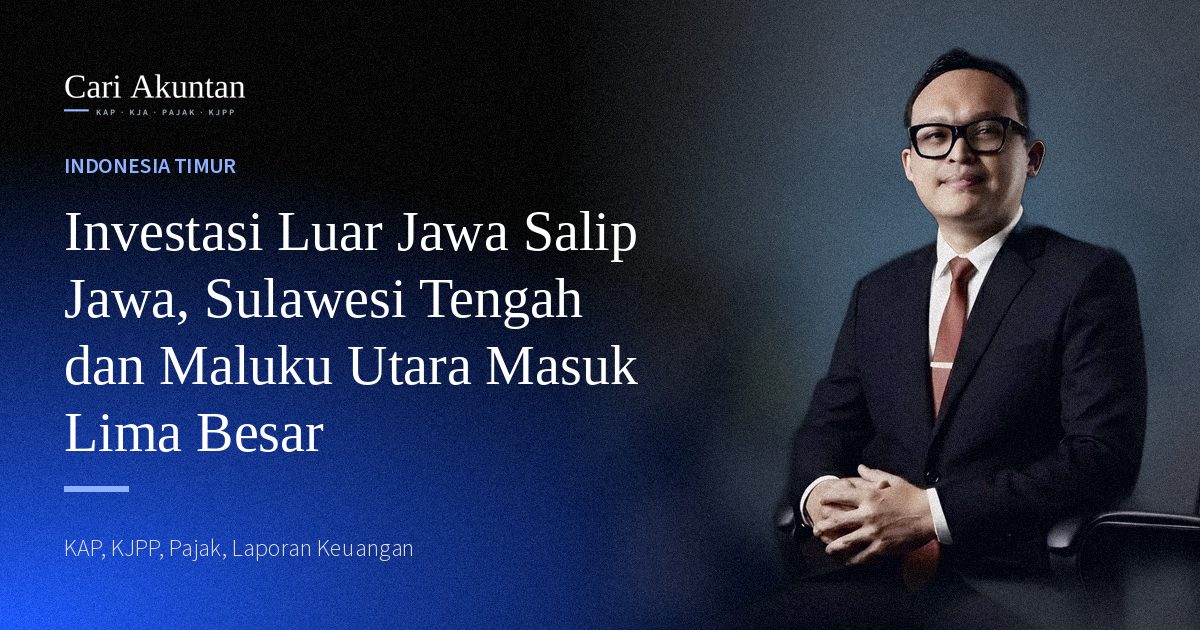 Cari Akuntan
KAP · KJA · PAJAK · KJPP
INDONESIA TIMUR
Investasi Luar Jawa Salip
Jawa, Sulawesi Tengah
dan Maluku Utara Masuk
Lima Besar
KAP, KJPP, Pajak, Laporan Keuangan